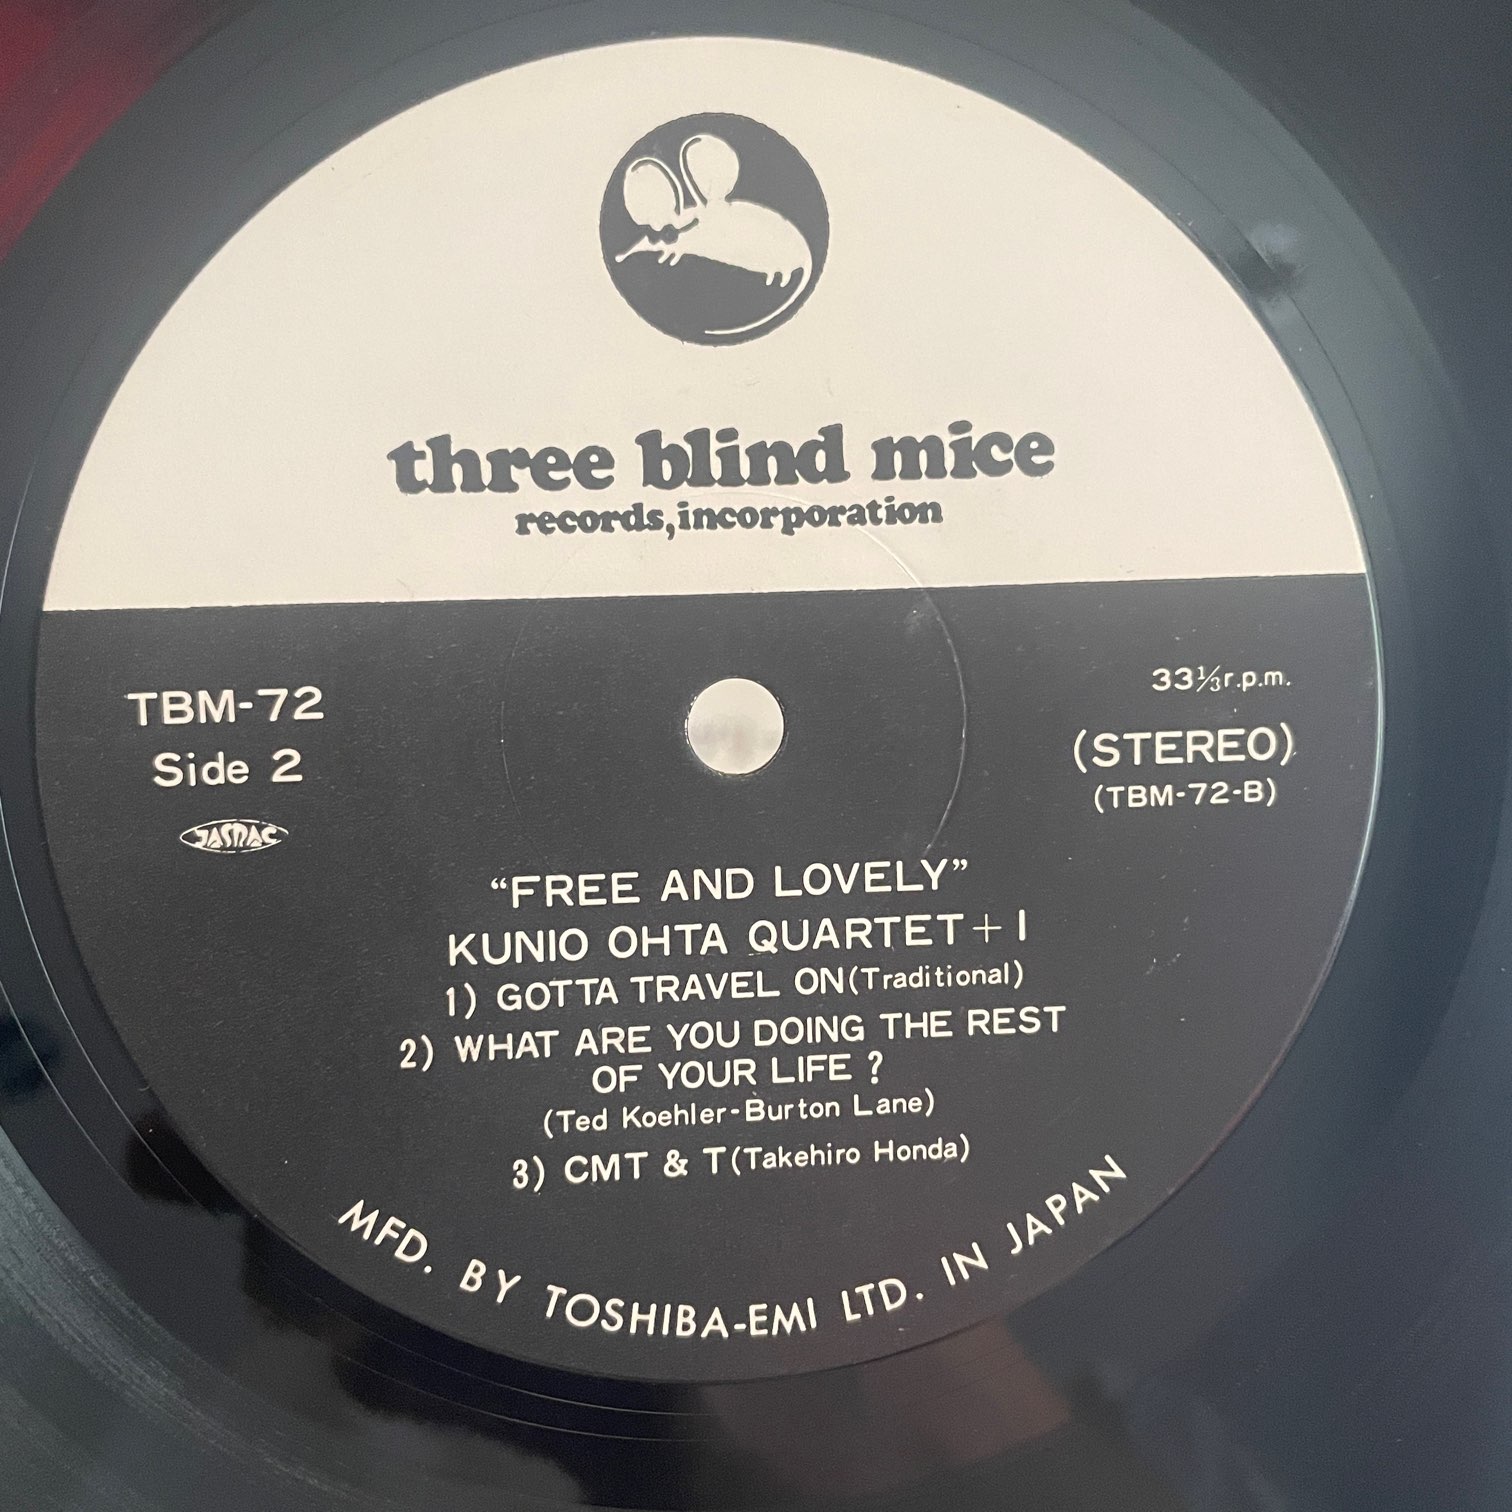 three blind mice
records, incorporation
TBM-72
Side 2
JASRAC
33⅓ r.p.m.
(STEREO)
(TBM-72-B)
“FREE AND LOVELY”
KUNIO OHTA QUARTET + 1
1) GOTTA TRAVEL ON (Traditional)
2) WHAT ARE YOU DOING THE REST
OF YOUR LIFE ?
(Ted Koehler-Burton Lane)
3) CMT & T (Takehiro Honda)
MFD. BY TOSHIBA-EMI LTD. IN JAPAN